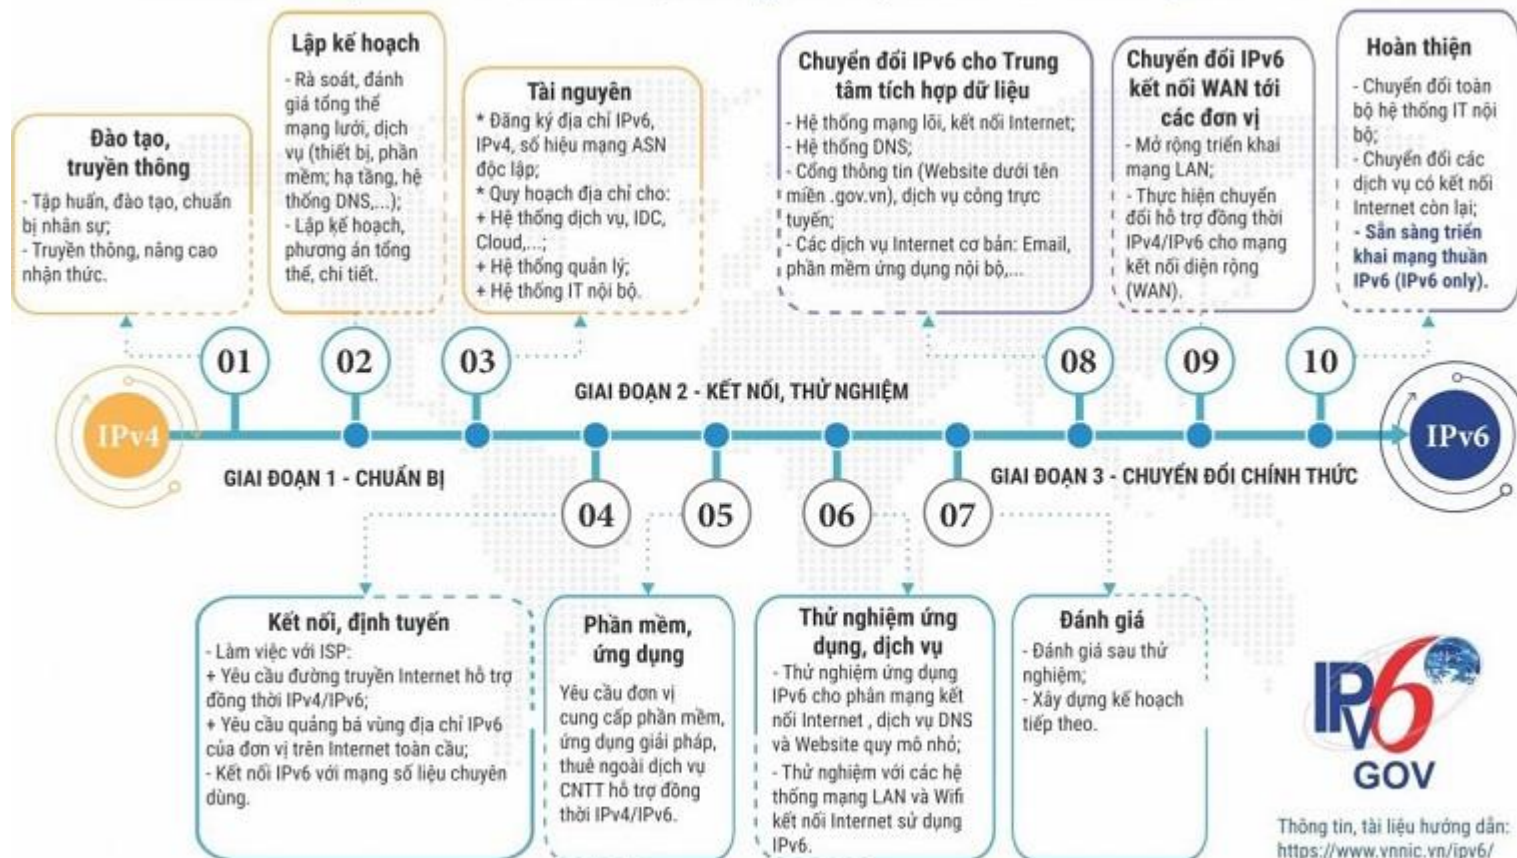 Đào tạo,
truyền thông
- Tập huấn, đào tạo, chuẩn
bị nhân sự;
- Truyền thông, nâng cao
nhận thức.
Lập kế hoạch
- Rà soát, đánh
giá tổng thể
mạng lưới, dịch
vụ (thiết bị, phần
mềm; hạ tầng, hệ
thống DNS,...);
- Lập kế hoạch,
phương án tổng
thể, chi tiết.
Tài nguyên
* Đăng ký địa chỉ IPv6,
IPv4, số hiệu mạng ASN
độc lập;
* Quy hoạch địa chỉ cho:
+ Hệ thống dịch vụ, IDC,
Cloud,...;
+ Hệ thống quản lý;
+ Hệ thống IT nội bộ.
Chuyển đổi IPv6 cho Trung
tâm tích hợp dữ liệu
- Hệ thống mạng lõi, kết nối Internet;
- Hệ thống DNS;
- Cổng thông tin (Website dưới tên
miền .gov.vn), dịch vụ công trực
tuyến;
- Các dịch vụ Internet cơ bản: Email,
phần mềm ứng dụng nội bộ,...
Chuyển đổi IPv6
kết nối WAN tới
các đơn vị
- Mở rộng triển khai
mạng LAN;
- Thực hiện chuyển
đổi hỗ trợ đồng thời
IPv4/IPv6 cho mạng
kết nối diện rộng
(WAN).
Hoàn thiện
- Chuyển đổi toàn
bộ hệ thống IT nội
bộ;
- Chuyển đổi các
dịch vụ có kết nối
Internet còn lại;
- Sẵn sàng triển
khai mạng thuần
IPv6 (IPv6 only).
01
02
03
08
09
10
GIAI ĐOẠN 2 - KẾT NỐI, THỬ NGHIỆM
IPv4
IPv6
GIAI ĐOẠN 1 - CHUẨN BỊ
GIAI ĐOẠN 3 - CHUYỂN ĐỔI CHÍNH THỨC
04
05
06
07
Kết nối, định tuyến
- Làm việc với ISP:
+ Yêu cầu đường truyền Internet hỗ trợ
đồng thời IPv4/IPv6;
+ Yêu cầu quảng bá vùng địa chỉ IPv6
của đơn vị trên Internet toàn cầu;
- Kết nối IPv6 với mạng số liệu chuyên
dùng.
Phần mềm,
ứng dụng
Yêu cầu đơn vị
cung cấp phần mềm,
ứng dụng giải pháp,
thuê ngoài dịch vụ
CNTT hỗ trợ đồng
thời IPv4/IPv6.
Thử nghiệm ứng
dụng, dịch vụ
- Thử nghiệm ứng dụng
IPv6 cho phân mạng kết
nối Internet , dịch vụ DNS
và Website quy mô nhỏ;
- Thử nghiệm với các hệ
thống mạng LAN và Wifi
kết nối Internet sử dụng
IPv6.
Đánh giá
- Đánh giá sau thử
nghiệm;
- Xây dựng kế hoạch
tiếp theo.
IPv6
GOV
Thông tin, tài liệu hướng dẫn:
https://www.vnnic.vn/ipv6/